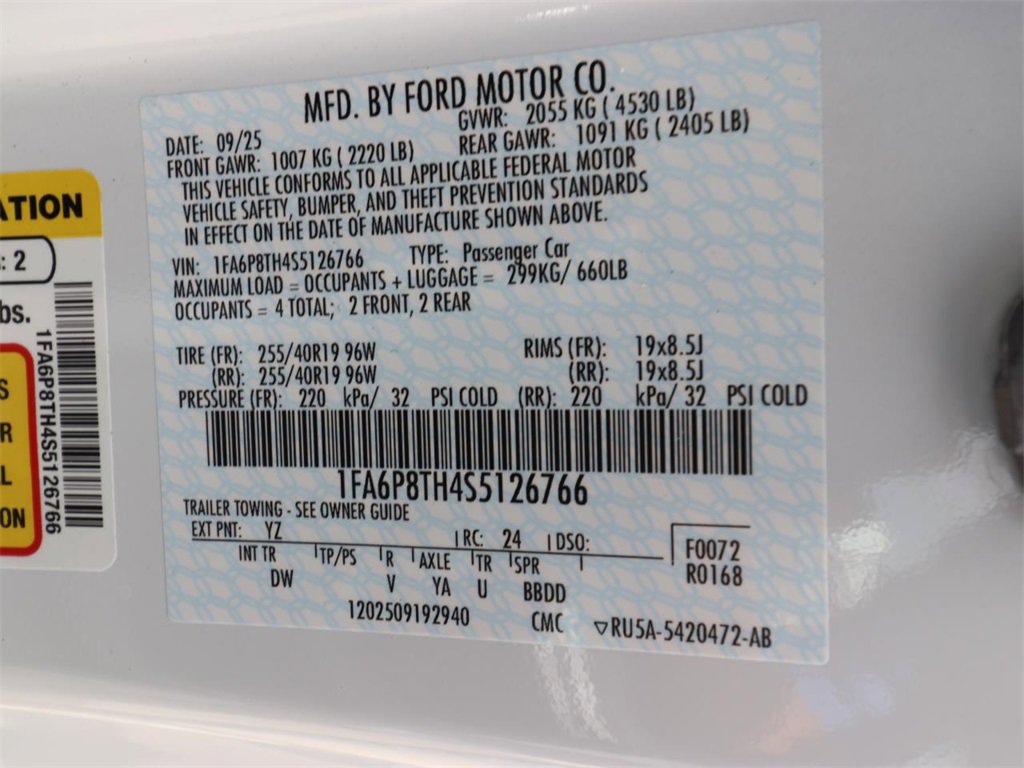 MFD. BY FORD MOTOR CO.
DATE: 09/25 GVWR: 2055 KG ( 4530 LB)
FRONT GAWR: 1007 KG ( 2220 LB) REAR GAWR: 1091 KG ( 2405 LB)
THIS VEHICLE CONFORMS TO ALL APPLICABLE FEDERAL MOTOR
VEHICLE SAFETY, BUMPER, AND THEFT PREVENTION STANDARDS
IN EFFECT ON THE DATE OF MANUFACTURE SHOWN ABOVE.
VIN: 1FA6P8TH4S5126766 TYPE: Passenger Car
MAXIMUM LOAD = OCCUPANTS + LUGGAGE = 299KG/ 660LB
OCCUPANTS = 4 TOTAL; 2 FRONT, 2 REAR
TIRE (FR): 255/40R19 96W RIMS (FR): 19x8.5J
(RR): 255/40R19 96W (RR): 19x8.5J
PRESSURE (FR): 220 kPa/ 32 PSI COLD (RR): 220 kPa/ 32 PSI COLD
1FA6P8TH4S5126766
TRAILER TOWING - SEE OWNER GUIDE
EXT PNT: YZ RC: 24 DSO:
INT TR TP/PS R AXLE TR SPR
DW V YA U BBDD
F0072
R0168
1202509192940 CMC ▽RU5A-5420472-AB
ATION
: 2
bs.
1FA6P8TH4S5126766
S
R
L
ON